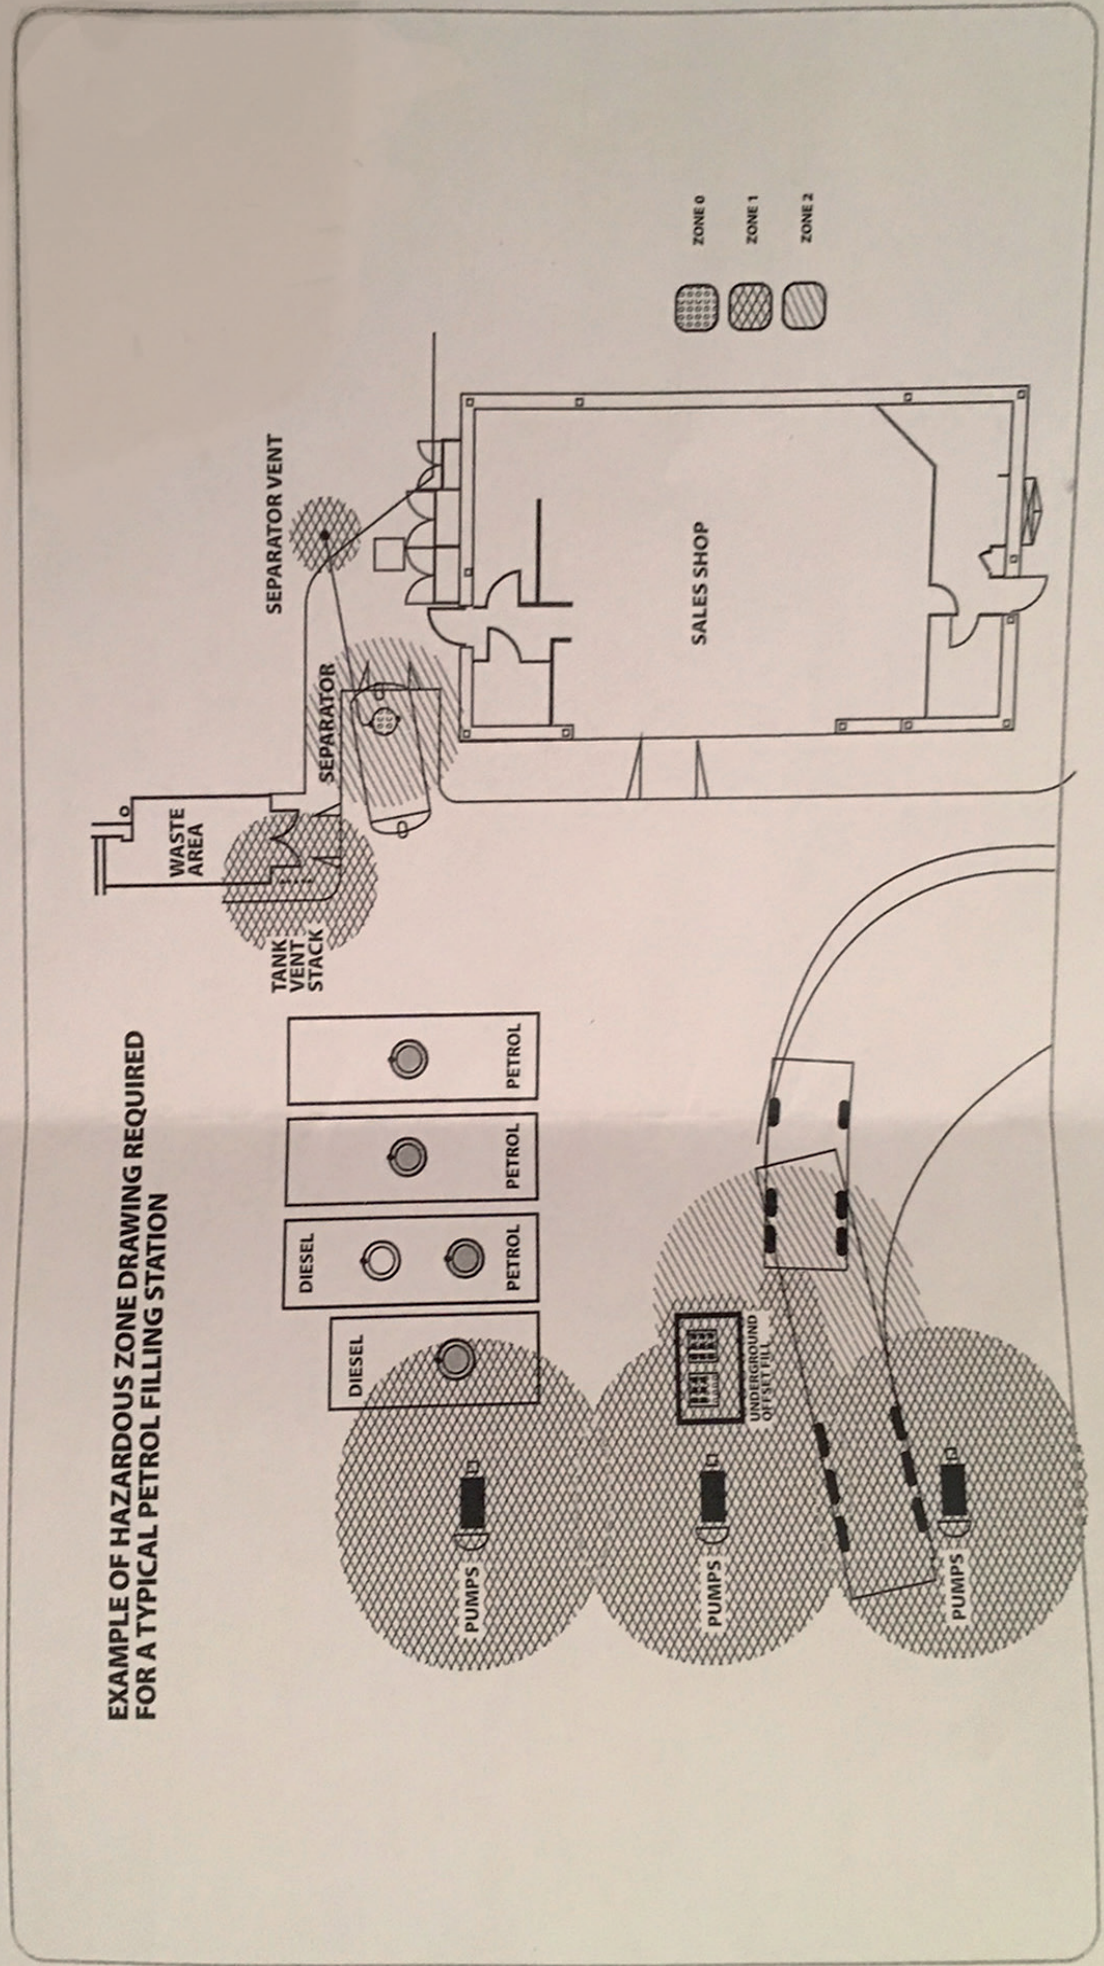 EXAMPLE OF HAZARDOUS ZONE DRAWING REQUIRED
FOR A TYPICAL PETROL FILLING STATION
WASTE
AREA
SEPARATOR VENT
SEPARATOR
TANK
VENT
STACK
DIESEL
DIESEL
PETROL
PETROL
PETROL
PUMPS
PUMPS
PUMPS
UNDERGROUND
OFFSET FILL
SALES SHOP
ZONE 0
ZONE 1
ZONE 2